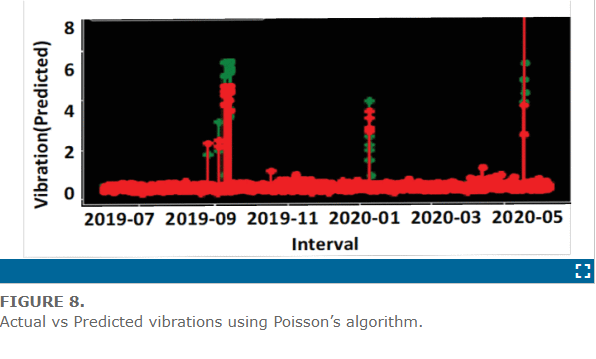 8
6
4
2
0
Vibration(Predicted)
2019-07 2019-09 2019-11 2020-01 2020-03 2020-05
Interval
FIGURE 8.
Actual vs Predicted vibrations using Poisson’s algorithm.